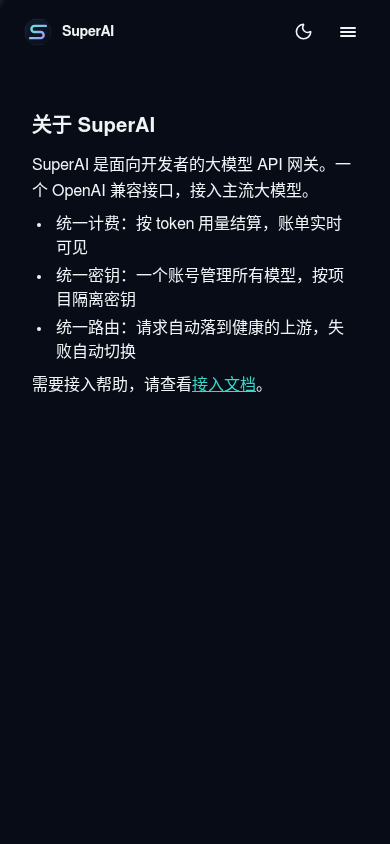 SuperAI
关于 SuperAI
SuperAI 是面向开发者的大模型 API 网关。一
个 OpenAI 兼容接口，接入主流大模型。
• 统一计费：按 token 用量结算，账单实时
可见
• 统一密钥：一个账号管理所有模型，按项
目隔离密钥
• 统一路由：请求自动落到健康的上游，失
败自动切换
需要接入帮助，请查看接入文档。